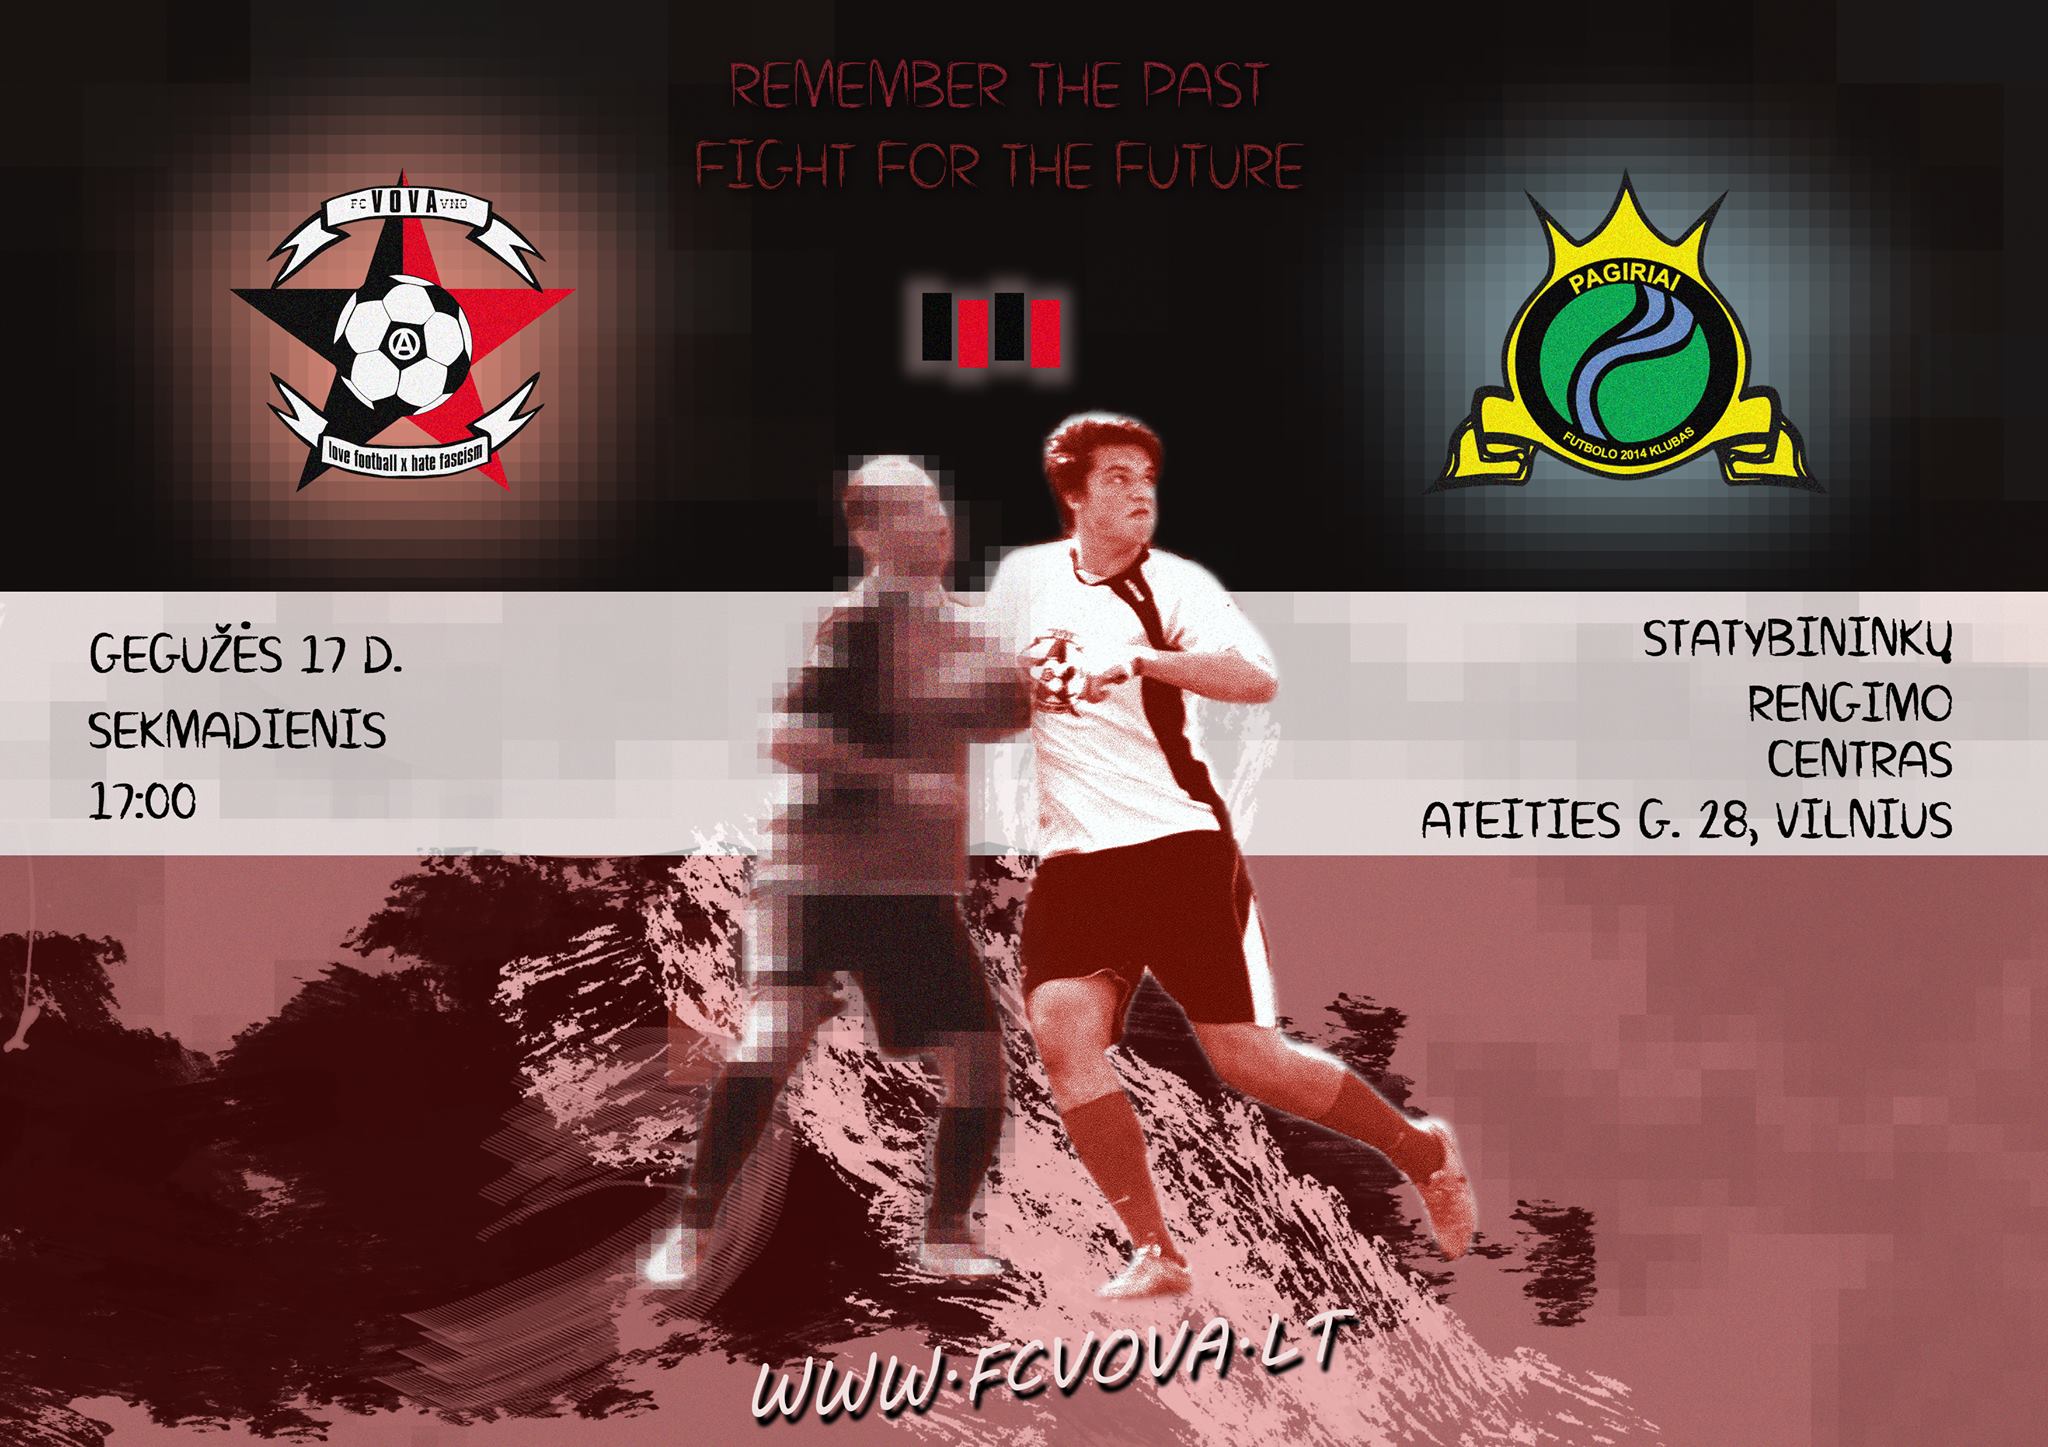 REMEMBER THE PAST
FIGHT FOR THE FUTURE
FC VOVA VNO
A
love football x hate fascism
PAGIRIAI
FUTBOLO 2014 KLUBAS
GEGUŽĖS 17 D.
SEKMADIENIS
17:00
STATYBININKŲ
RENGIMO
CENTRAS
ATEITIES G. 28, VILNIUS
WWW.FCVOVA.LT